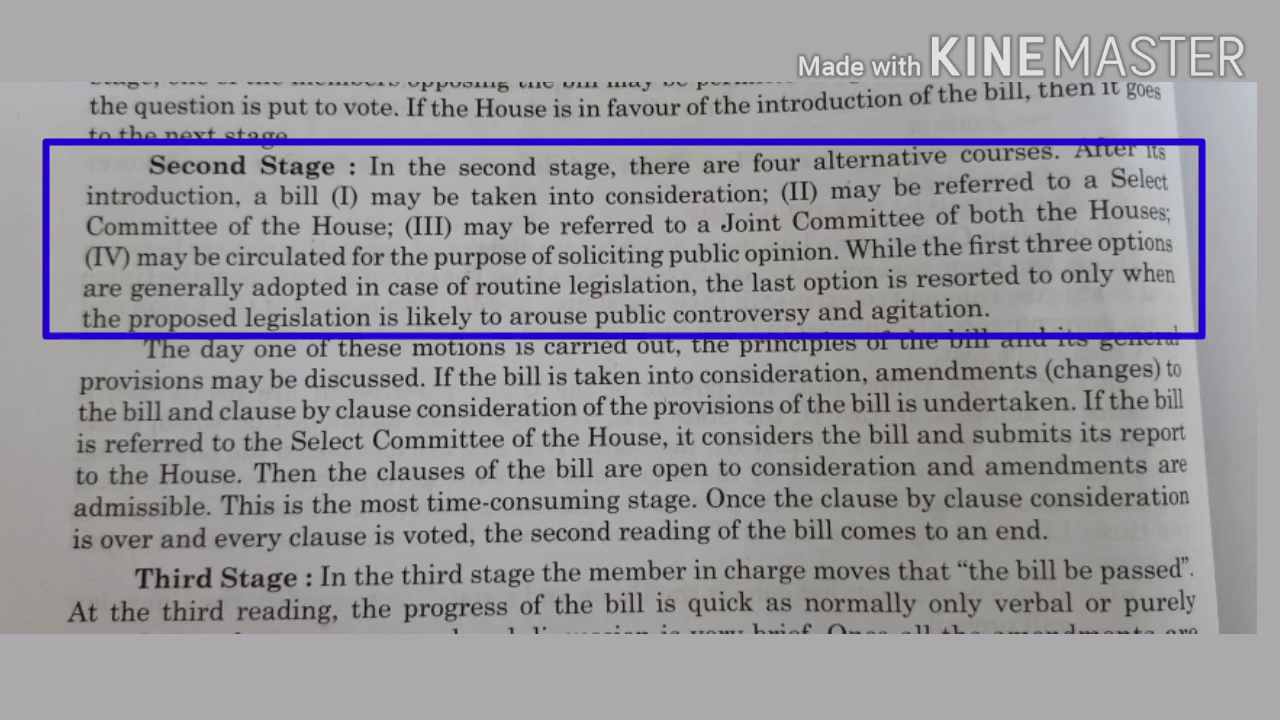 Made with KINEMASTER
the question is put to vote. If the House is in favour of the introduction of the bill, then it goes
to the next stage.
Second Stage : In the second stage, there are four alternative courses. After its
introduction, a bill (I) may be taken into consideration; (II) may be referred to a Select
Committee of the House; (III) may be referred to a Joint Committee of both the Houses;
(IV) may be circulated for the purpose of soliciting public opinion. While the first three options
are generally adopted in case of routine legislation, the last option is resorted to only when
the proposed legislation is likely to arouse public controversy and agitation.
The day one of these motions is carried out, the principles of the bill and its general
provisions may be discussed. If the bill is taken into consideration, amendments (changes) to
the bill and clause by clause consideration of the provisions of the bill is undertaken. If the bill
is referred to the Select Committee of the House, it considers the bill and submits its report
to the House. Then the clauses of the bill are open to consideration and amendments are
admissible. This is the most time-consuming stage. Once the clause by clause consideration
is over and every clause is voted, the second reading of the bill comes to an end.
Third Stage : In the third stage the member in charge moves that “the bill be passed”.
At the third reading, the progress of the bill is quick as normally only verbal or purely